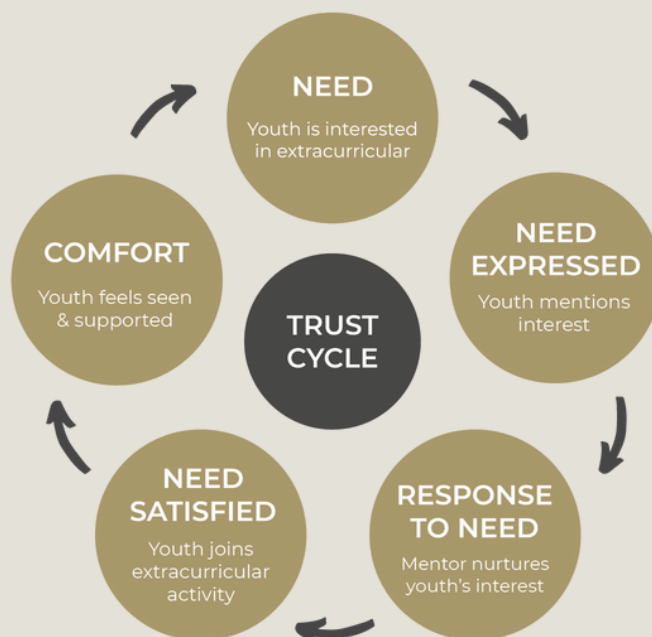 NEED
Youth is interested
in extracurricular
NEED
EXPRESSED
Youth mentions
interest
RESPONSE
TO NEED
Mentor nurtures
youth's interest
NEED
SATISFIED
Youth joins
extracurricular
activity
COMFORT
Youth feels seen
& supported
TRUST
CYCLE